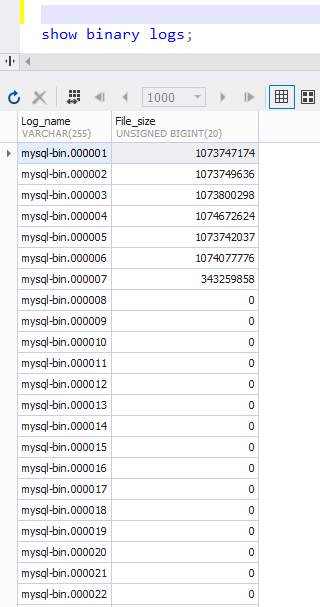 show binary logs;
1000
Log_name File_size
VARCHAR(255) UNSIGNED BIGINT(20)
mysql-bin.000001 1073747174
mysql-bin.000002 1073749636
mysql-bin.000003 1073800298
mysql-bin.000004 1074672624
mysql-bin.000005 1073742037
mysql-bin.000006 1074077776
mysql-bin.000007 343259858
mysql-bin.000008 0
mysql-bin.000009 0
mysql-bin.000010 0
mysql-bin.000011 0
mysql-bin.000012 0
mysql-bin.000013 0
mysql-bin.000014 0
mysql-bin.000015 0
mysql-bin.000016 0
mysql-bin.000017 0
mysql-bin.000018 0
mysql-bin.000019 0
mysql-bin.000020 0
mysql-bin.000021 0
mysql-bin.000022 0